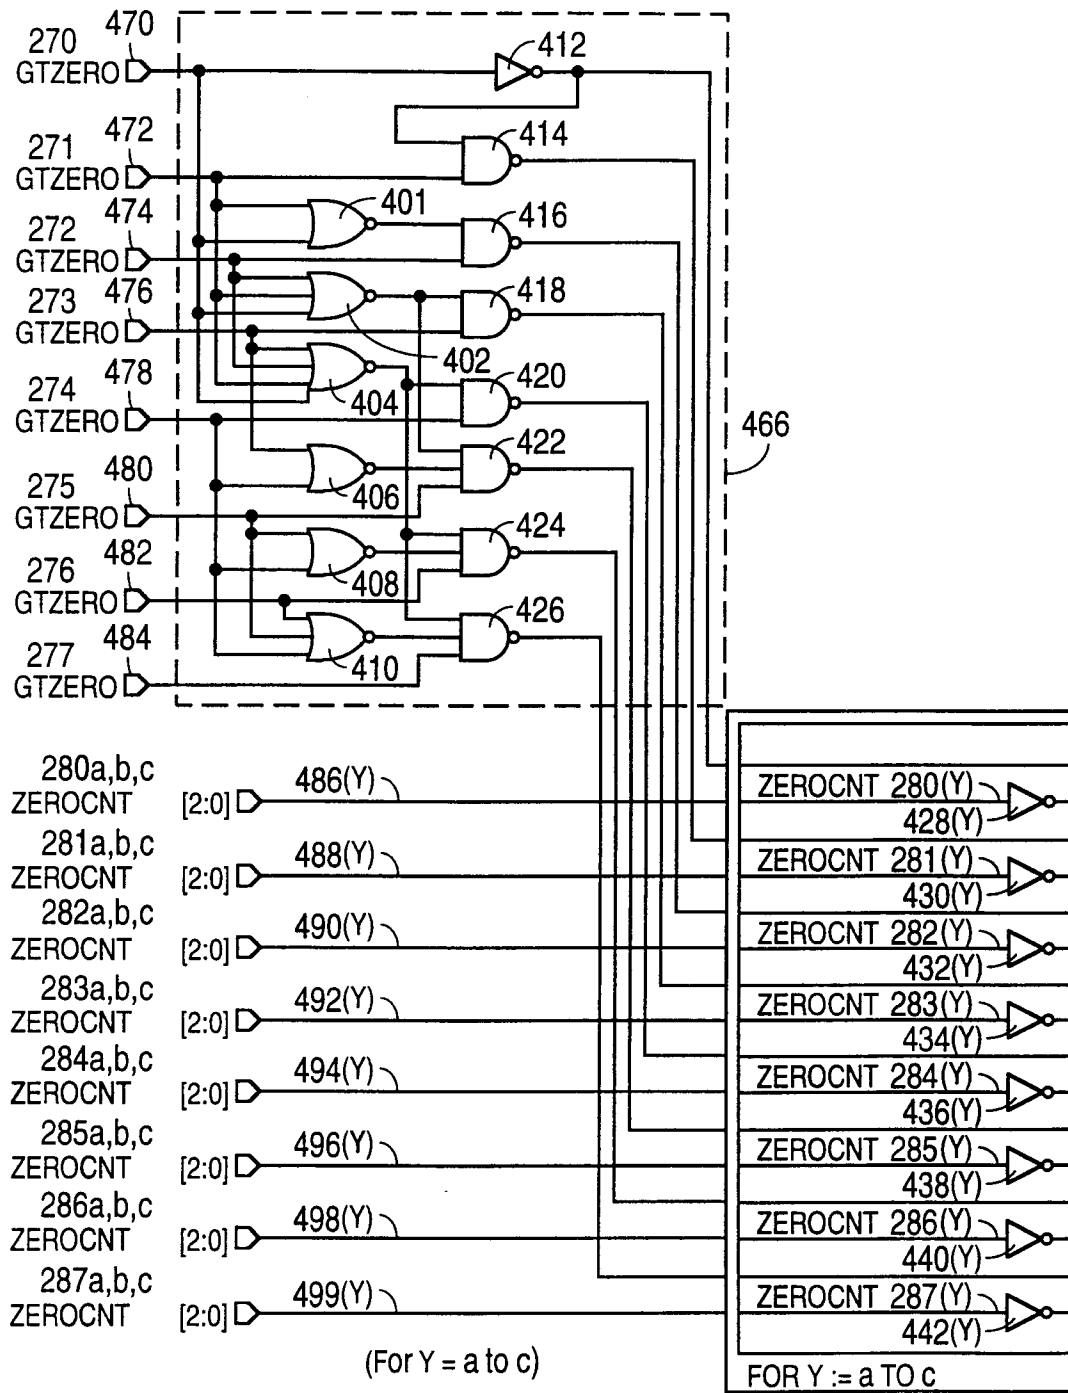 270 470
GTZERO
412
271 472
GTZERO
414
272 474
GTZERO
401
416
273 476
GTZERO
418
402
274 478
GTZERO
404
420
466
275 480
GTZERO
406
422
276 482
GTZERO
408
424
277 484
GTZERO
410
426
280a,b,c
ZEROCNT [2:0]
486(Y)
ZEROCNT 280(Y)
428(Y)
281a,b,c
ZEROCNT [2:0]
488(Y)
ZEROCNT 281(Y)
430(Y)
282a,b,c
ZEROCNT [2:0]
490(Y)
ZEROCNT 282(Y)
432(Y)
283a,b,c
ZEROCNT [2:0]
492(Y)
ZEROCNT 283(Y)
434(Y)
284a,b,c
ZEROCNT [2:0]
494(Y)
ZEROCNT 284(Y)
436(Y)
285a,b,c
ZEROCNT [2:0]
496(Y)
ZEROCNT 285(Y)
438(Y)
286a,b,c
ZEROCNT [2:0]
498(Y)
ZEROCNT 286(Y)
440(Y)
287a,b,c
ZEROCNT [2:0]
499(Y)
ZEROCNT 287(Y)
442(Y)
(For Y = a to c)
FOR Y := a TO c